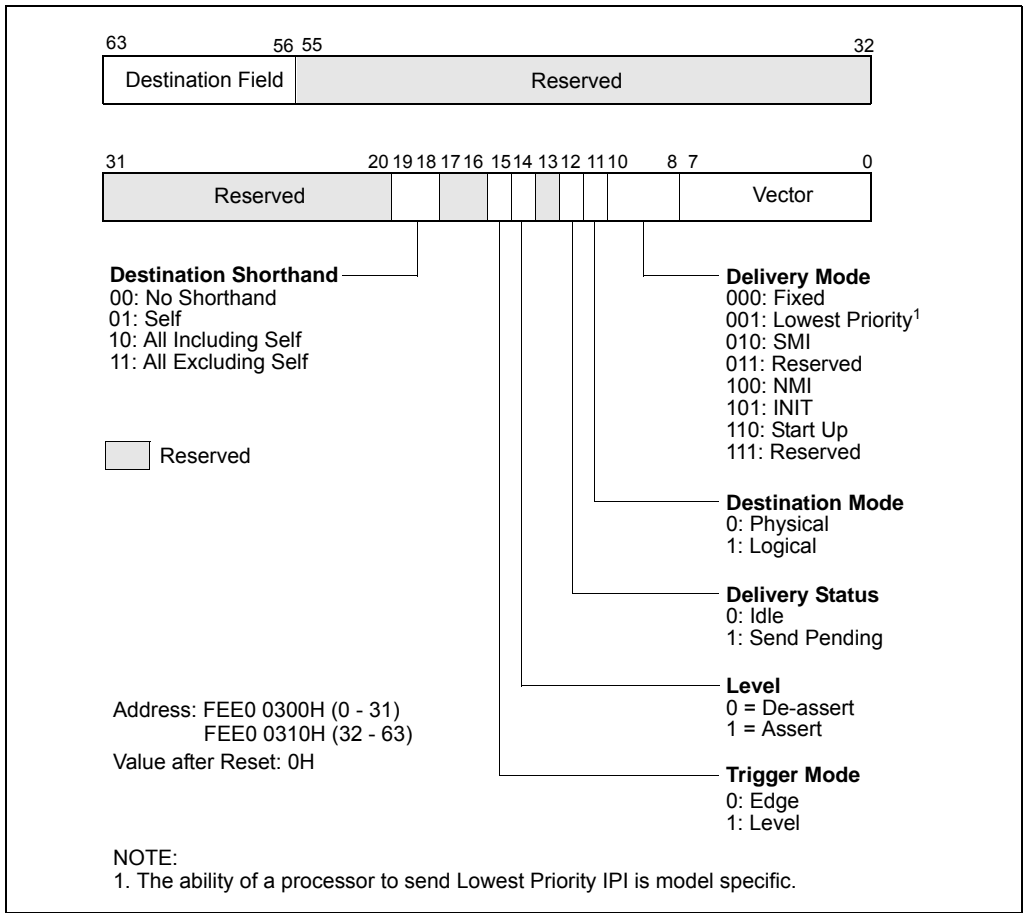 63 56 55 32
Destination Field Reserved
31 20 19 18 17 16 15 14 13 12 11 10 8 7 0
Reserved Vector
Destination Shorthand
00: No Shorthand
01: Self
10: All Including Self
11: All Excluding Self
Reserved
Delivery Mode
000: Fixed
001: Lowest Priority1
010: SMI
011: Reserved
100: NMI
101: INIT
110: Start Up
111: Reserved
Destination Mode
0: Physical
1: Logical
Delivery Status
0: Idle
1: Send Pending
Level
0 = De-assert
1 = Assert
Trigger Mode
0: Edge
1: Level
Address: FEE0 0300H (0 - 31)
FEE0 0310H (32 - 63)
Value after Reset: 0H
NOTE:
1. The ability of a processor to send Lowest Priority IPI is model specific.